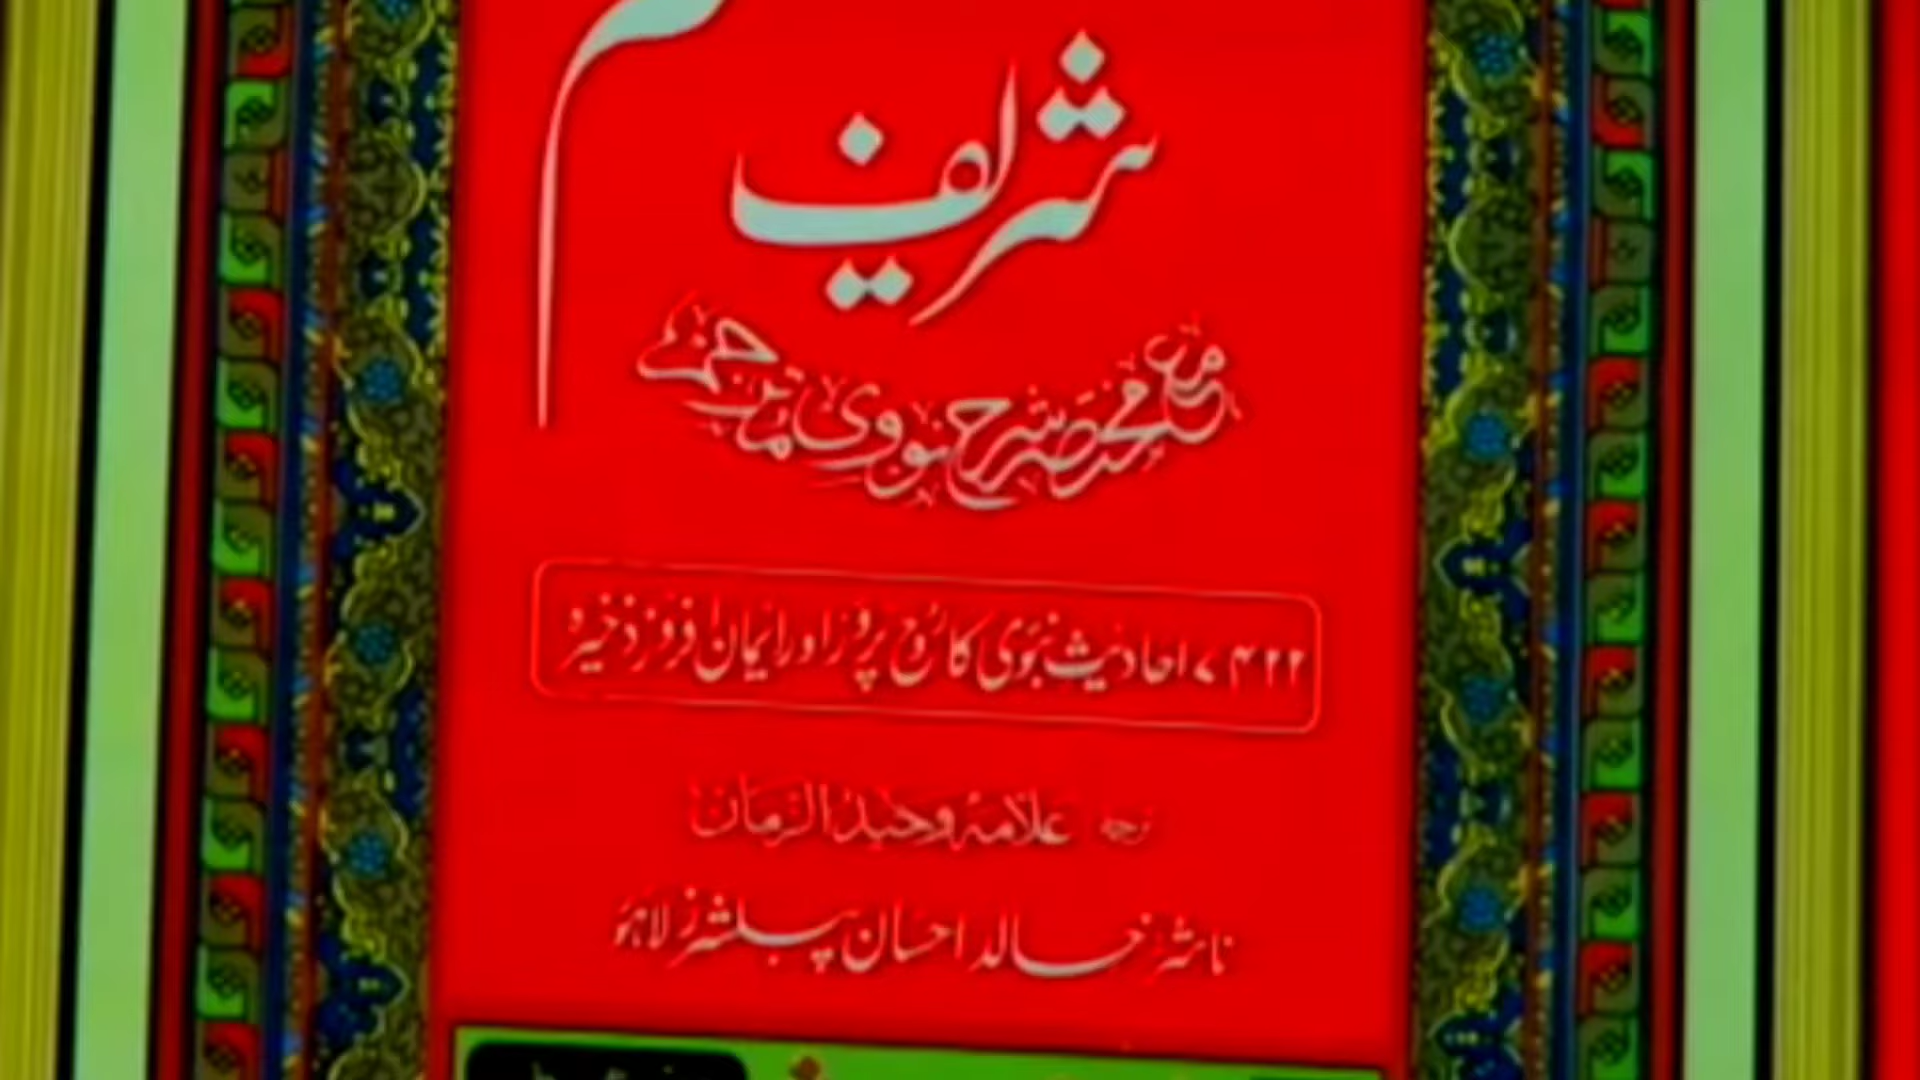 شریف
مع مختصر شرح نووی مترجم
۷۴۲۲ احادیث نبوی کا روح پرور اور ایمان افروز ذخیرہ
ترجمہ علامہ وحید الزمان
ناشر خالد احسان پبلشرز لاہور